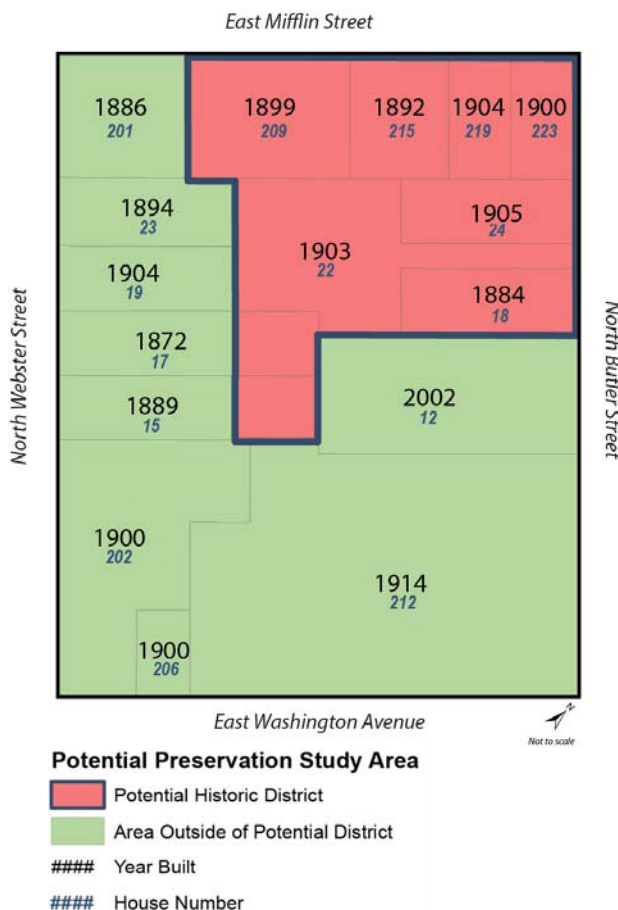 East Mifflin Street
1886 1899 1892 1904 1900
201 209 215 219 223
1894
23
1905
24
1903
22
1904
19
1884
18
1872
17
2002
12
1889
15
North Webster Street
North Butler Street
1900
202
1914
212
1900
206
East Washington Avenue
N
Not to scale
Potential Preservation Study Area
Potential Historic District
Area Outside of Potential District
#### Year Built
#### House Number